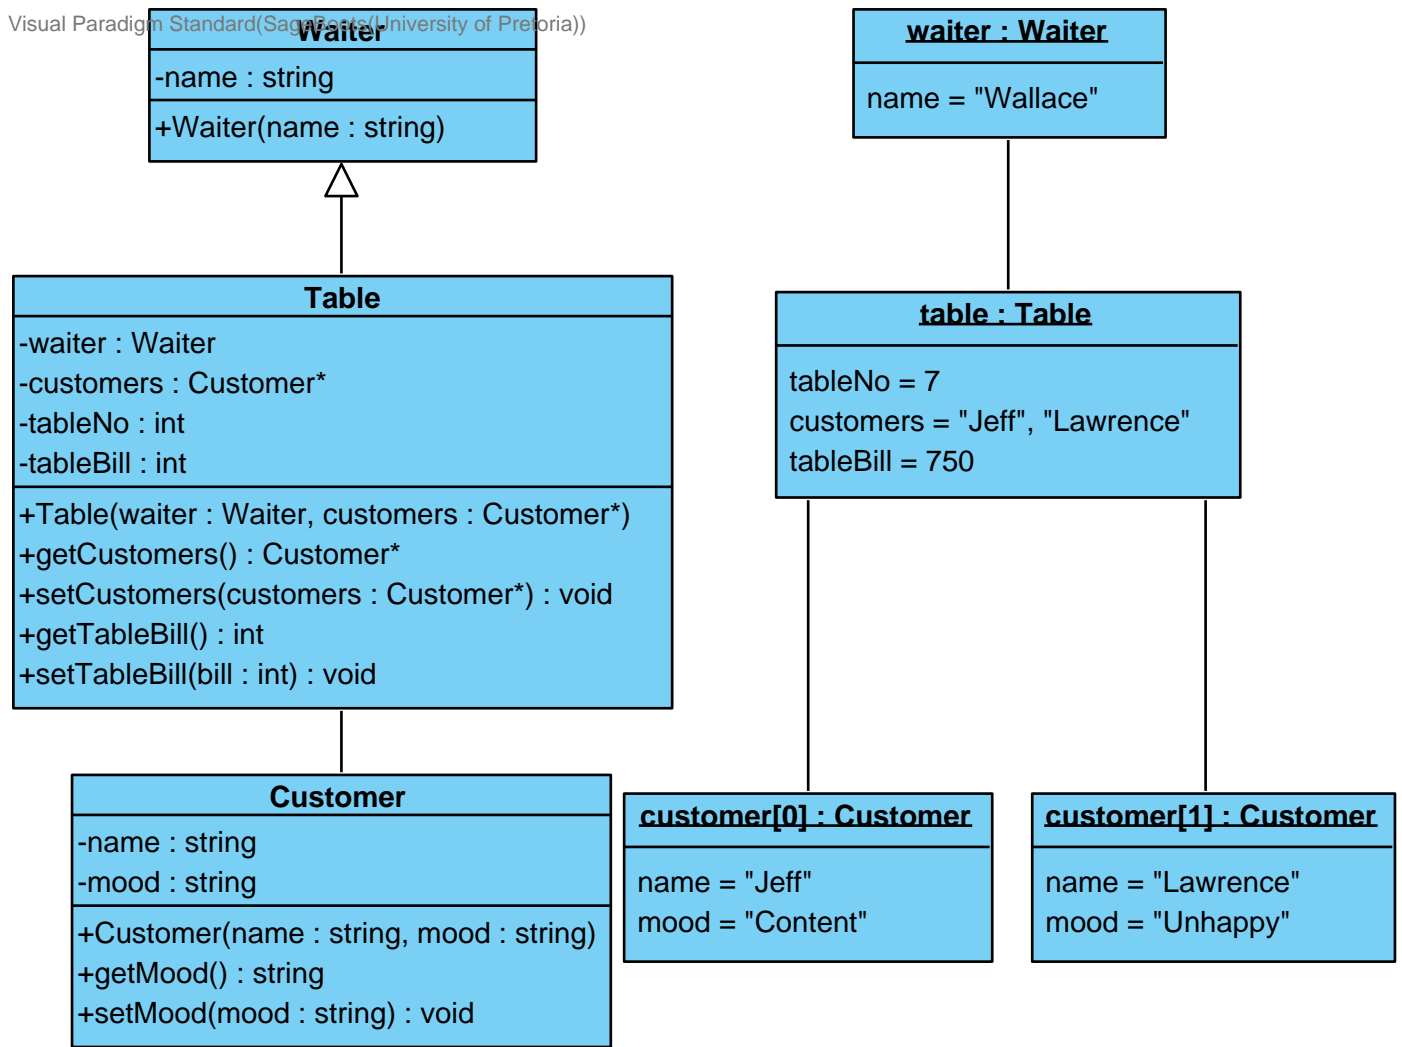 Visual Paradigm Standard(SageBoots(University of Pretoria))
Waiter
-name : string
+Waiter(name : string)
Table
-waiter : Waiter
-customers : Customer*
-tableNo : int
-tableBill : int
+Table(waiter : Waiter, customers : Customer*)
+getCustomers() : Customer*
+setCustomers(customers : Customer*) : void
+getTableBill() : int
+setTableBill(bill : int) : void
Customer
-name : string
-mood : string
+Customer(name : string, mood : string)
+getMood() : string
+setMood(mood : string) : void
waiter : Waiter
name = "Wallace"
table : Table
tableNo = 7
customers = "Jeff", "Lawrence"
tableBill = 750
customer[0] : Customer
name = "Jeff"
mood = "Content"
customer[1] : Customer
name = "Lawrence"
mood = "Unhappy"